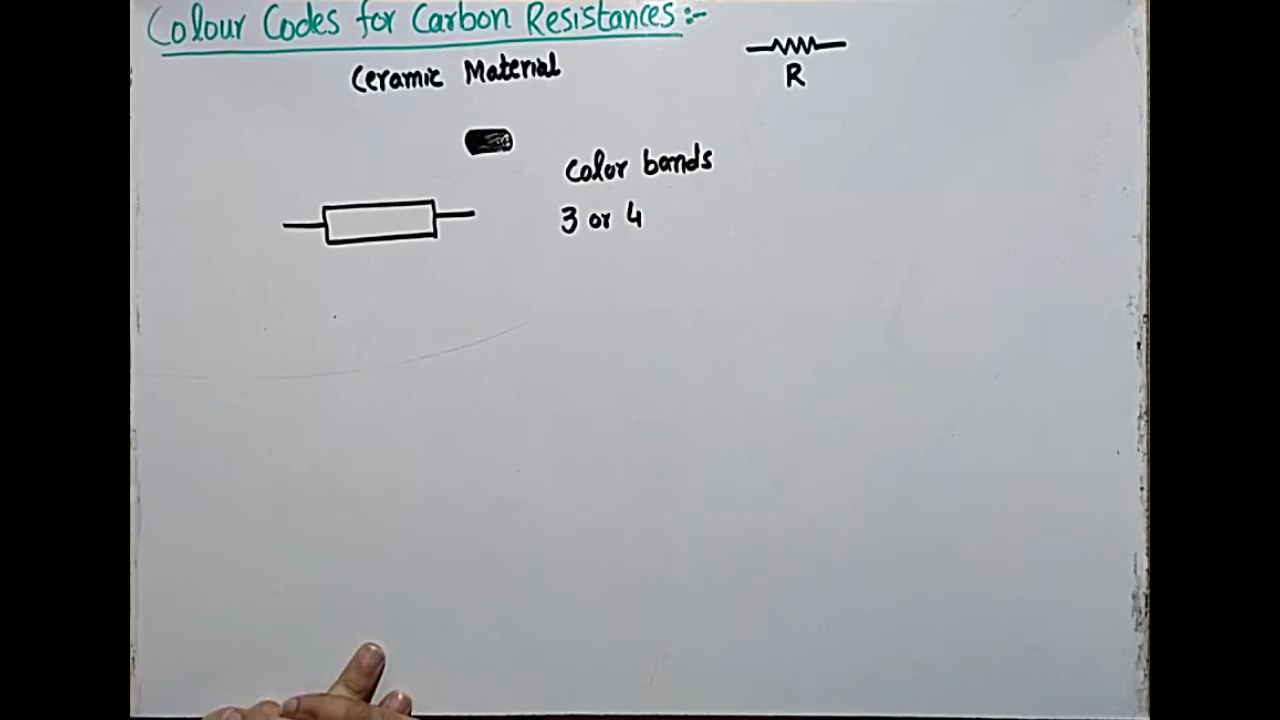 Colour Codes for Carbon Resistances :-
Ceramic Material
R
Color bands
3 or 4